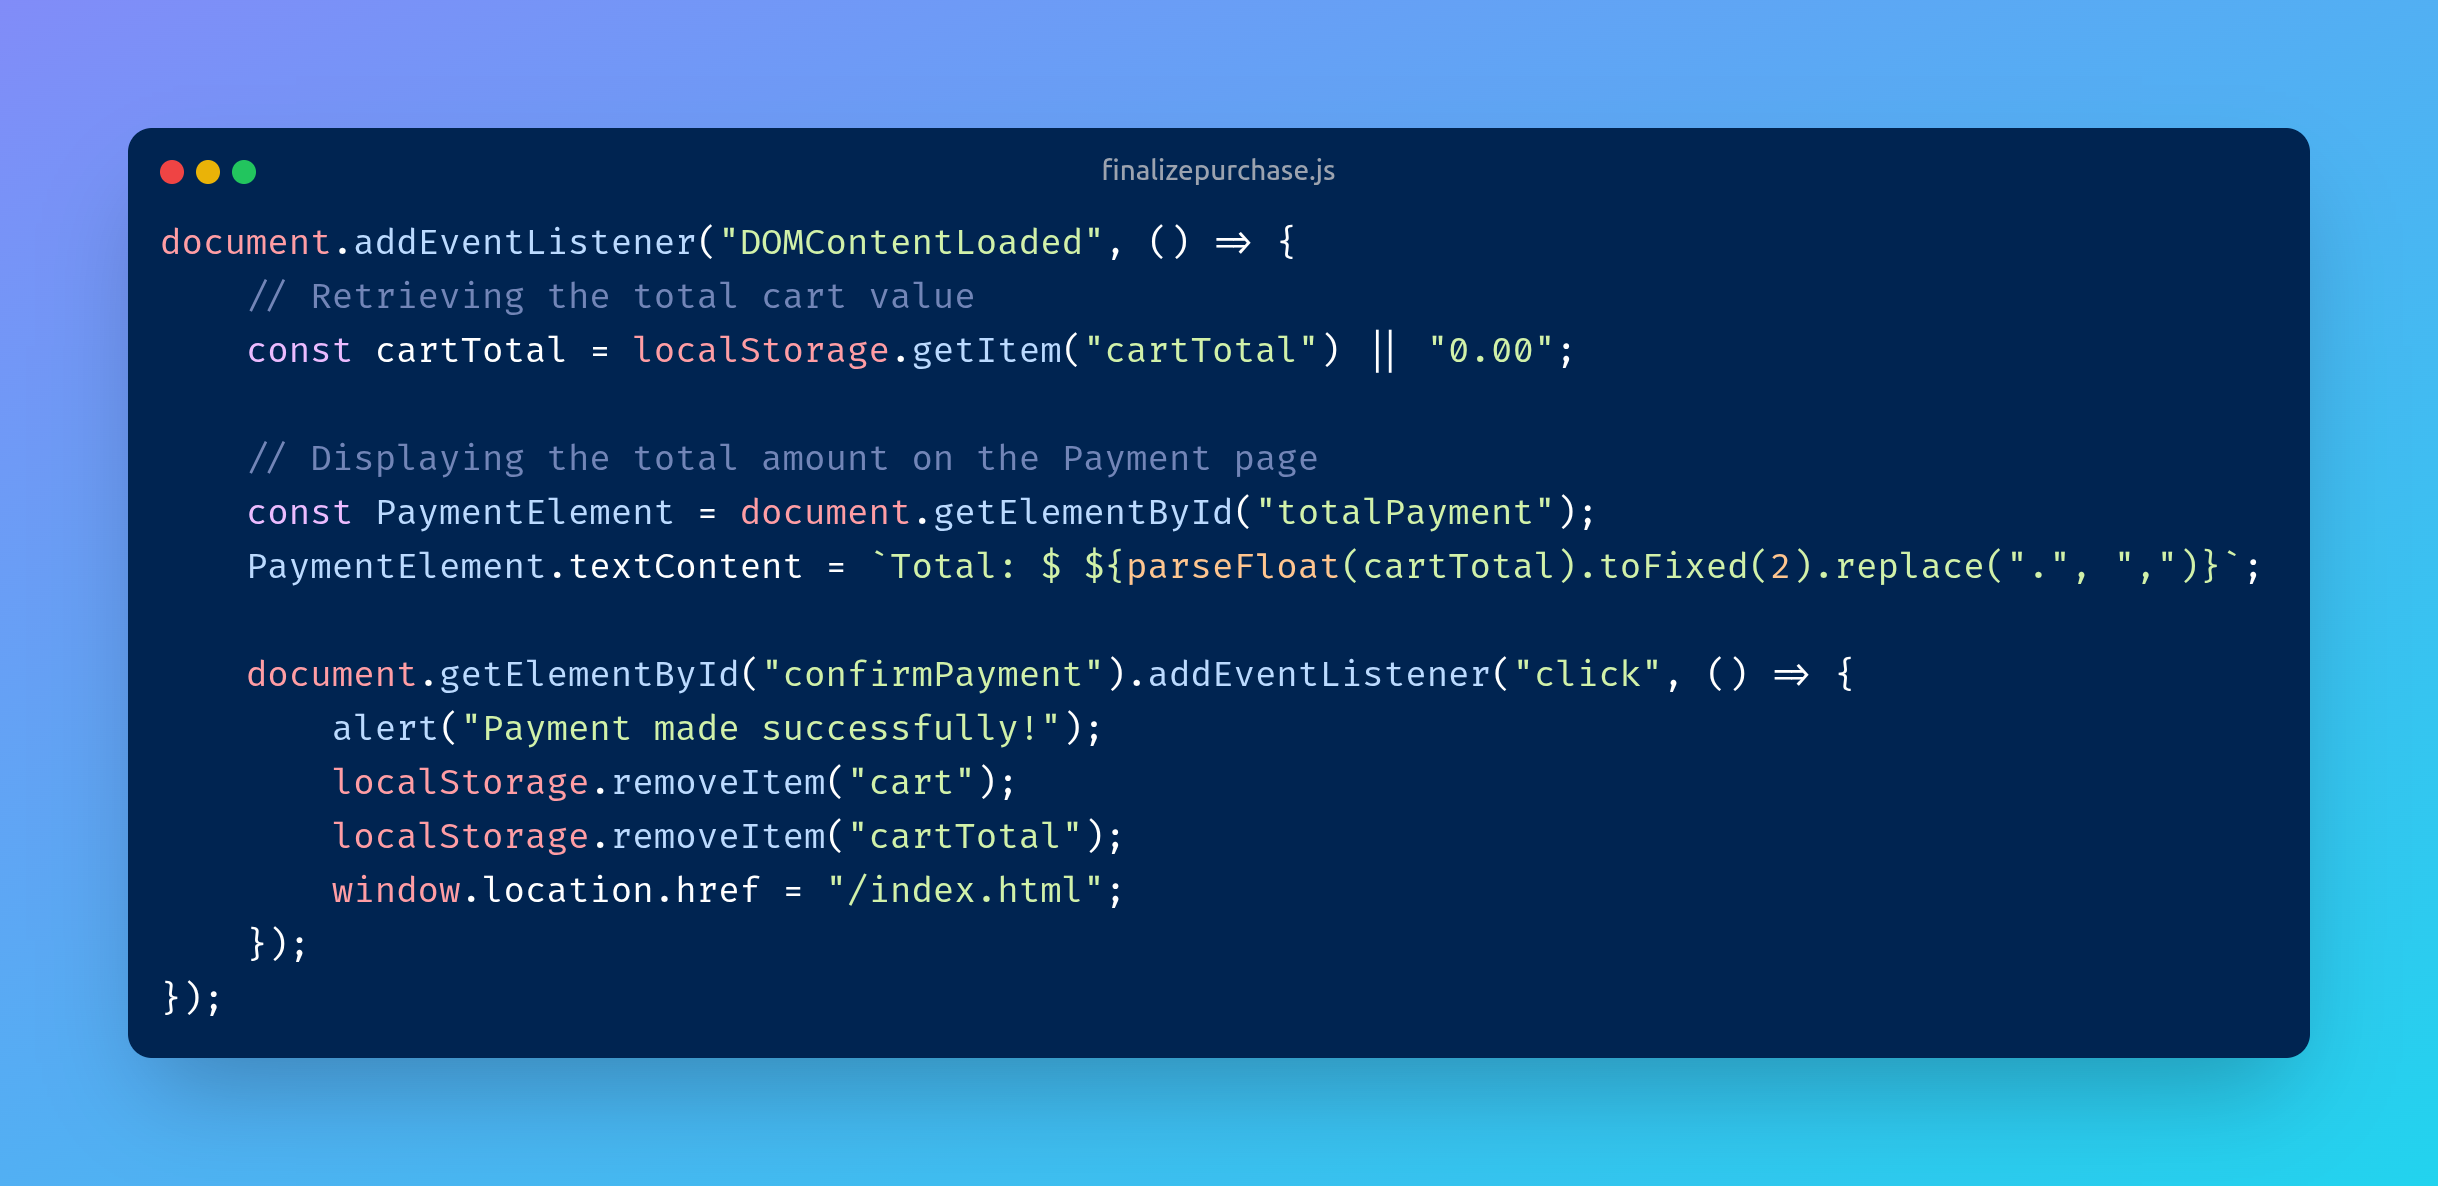 finalizepurchase.js
document.addEventListener("DOMContentLoaded", () => {
    // Retrieving the total cart value
    const cartTotal = localStorage.getItem("cartTotal") || "0.00";

    // Displaying the total amount on the Payment page
    const PaymentElement = document.getElementById("totalPayment");
    PaymentElement.textContent = `Total: $ ${parseFloat(cartTotal).toFixed(2).replace(".", ",")}`;

    document.getElementById("confirmPayment").addEventListener("click", () => {
        alert("Payment made successfully!");
        localStorage.removeItem("cart");
        localStorage.removeItem("cartTotal");
        window.location.href = "/index.html";
    });
});